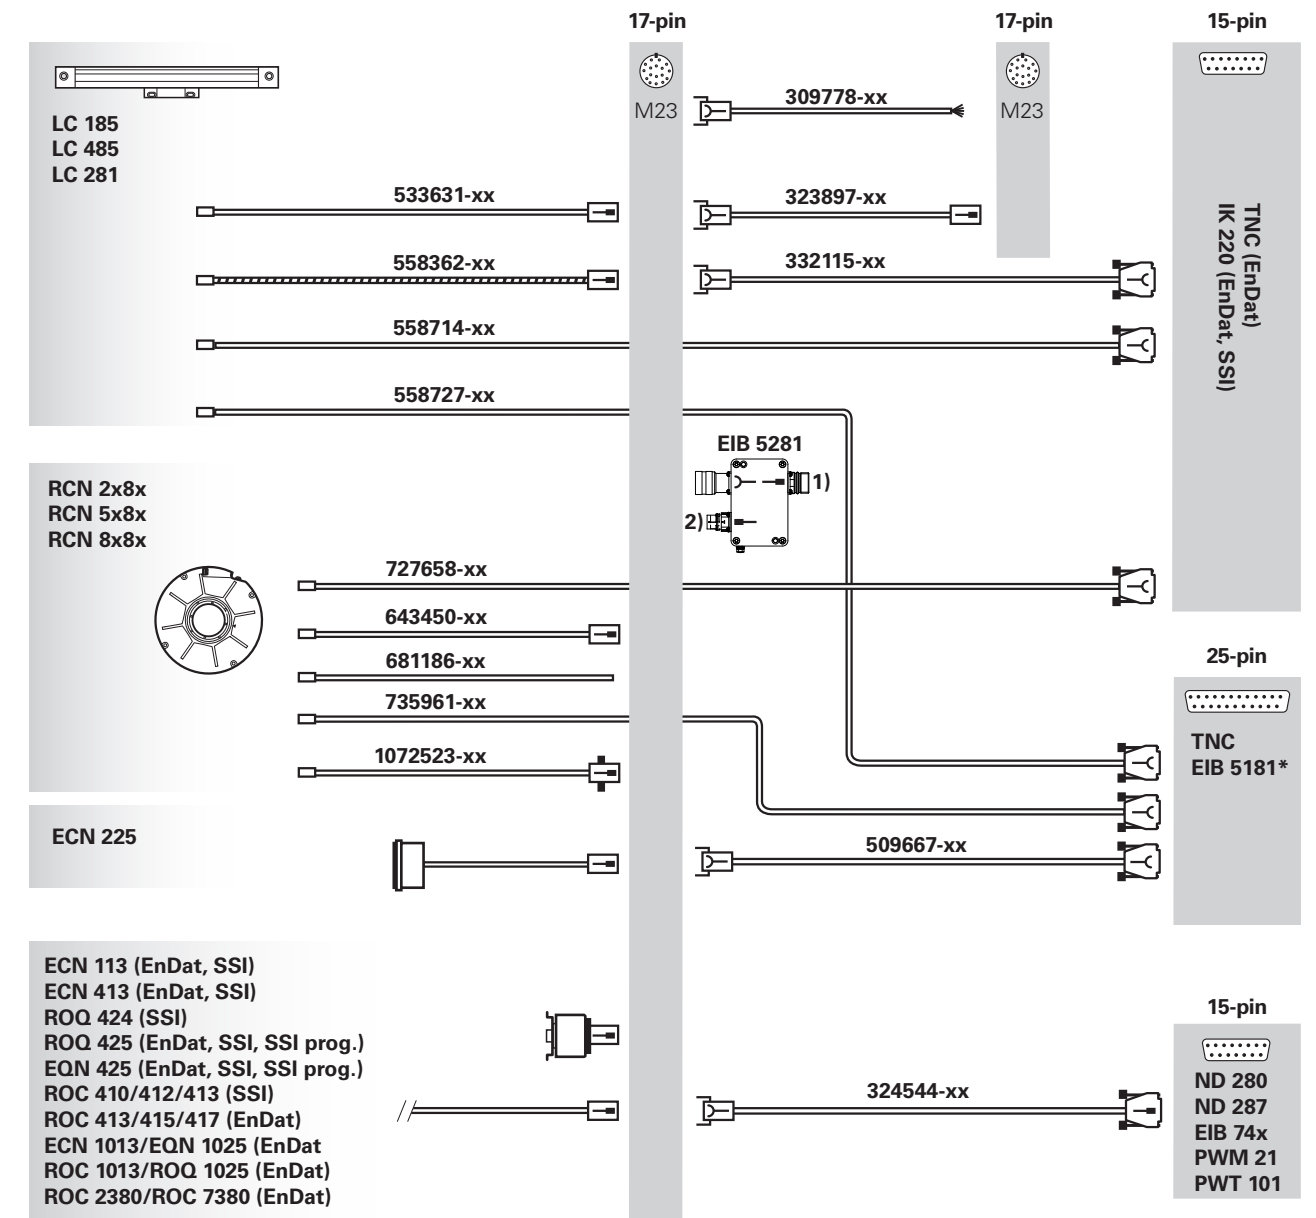 17-pin
17-pin
15-pin
M23
309778-xx
M23
LC 185
LC 485
LC 281
533631-xx
323897-xx
558362-xx
332115-xx
TNC (EnDat)
IK 220 (EnDat, SSI)
558714-xx
558727-xx
EIB 5281
1)
2)
RCN 2x8x
RCN 5x8x
RCN 8x8x
727658-xx
643450-xx
681186-xx
735961-xx
1072523-xx
25-pin
TNC
EIB 5181*
ECN 225
509667-xx
ECN 113 (EnDat, SSI)
ECN 413 (EnDat, SSI)
ROQ 424 (SSI)
ROQ 425 (EnDat, SSI, SSI prog.)
EQN 425 (EnDat, SSI, SSI prog.)
ROC 410/412/413 (SSI)
ROC 413/415/417 (EnDat)
ECN 1013/EQN 1025 (EnDat
ROC 1013/ROQ 1025 (EnDat)
ROC 2380/ROC 7380 (EnDat)
324544-xx
15-pin
ND 280
ND 287
EIB 74x
PWM 21
PWT 101